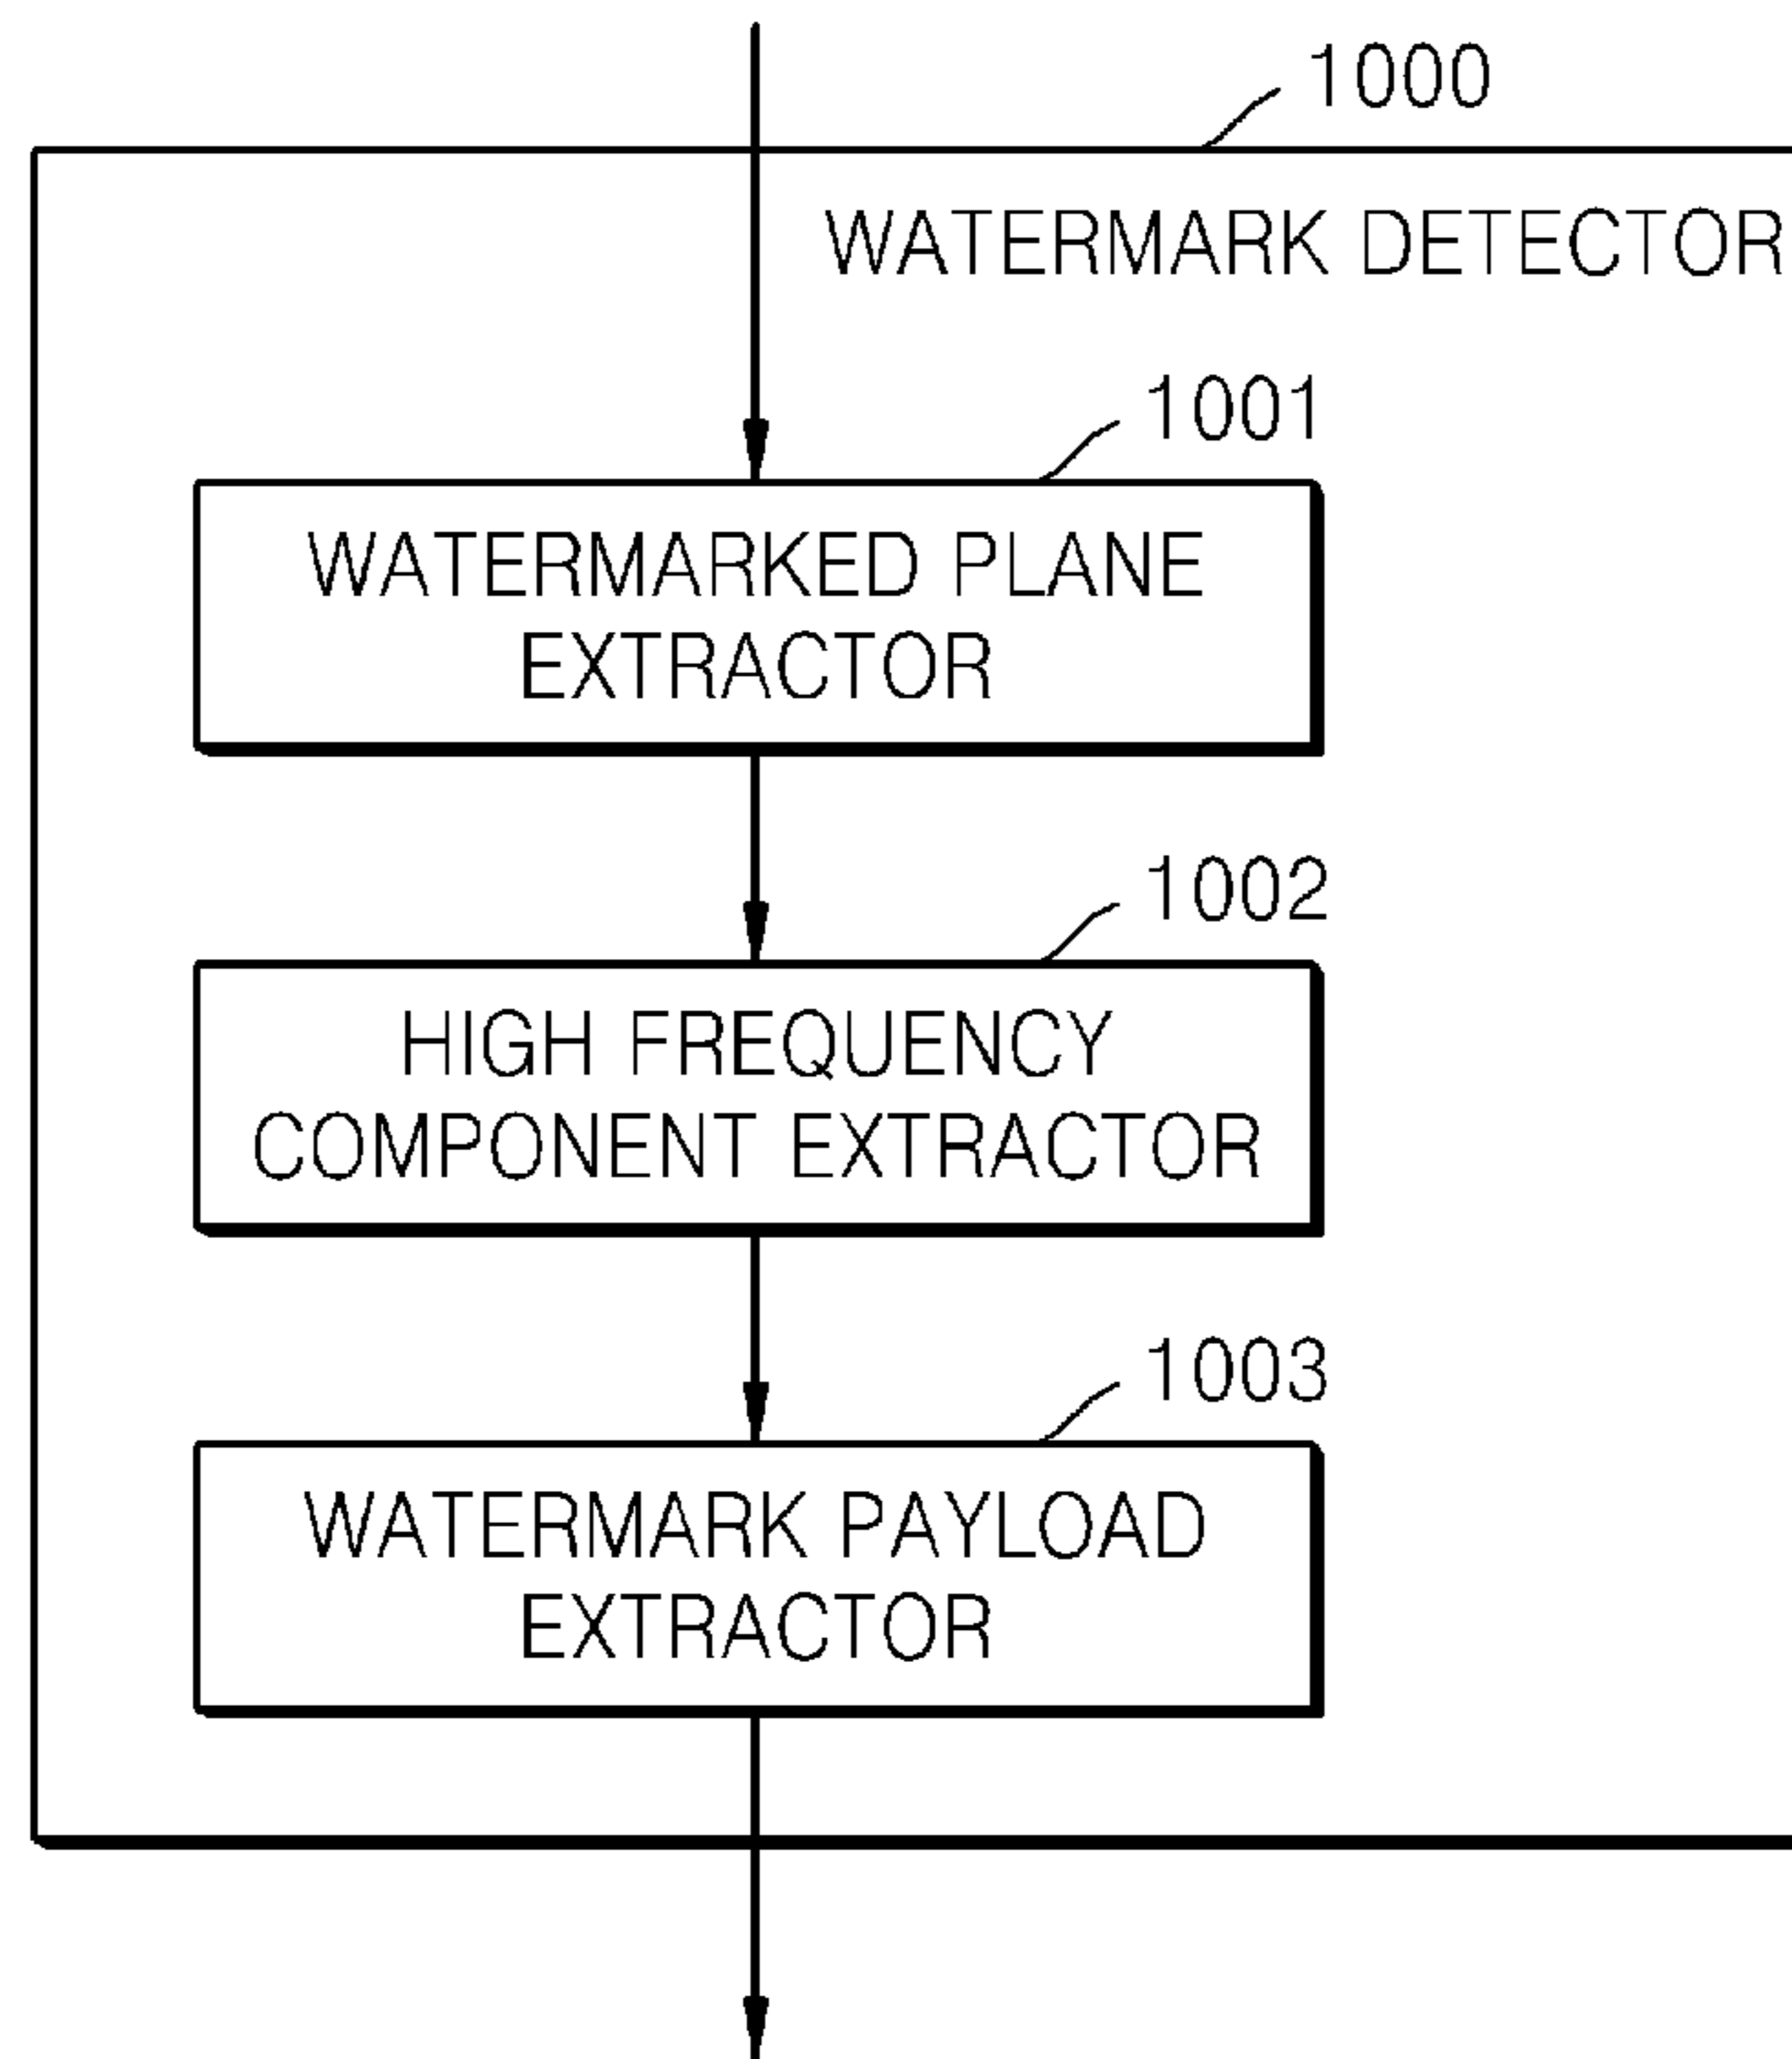 1000
WATERMARK DETECTOR
1001
WATERMARKED PLANE
EXTRACTOR
1002
HIGH FREQUENCY
COMPONENT EXTRACTOR
1003
WATERMARK PAYLOAD
EXTRACTOR